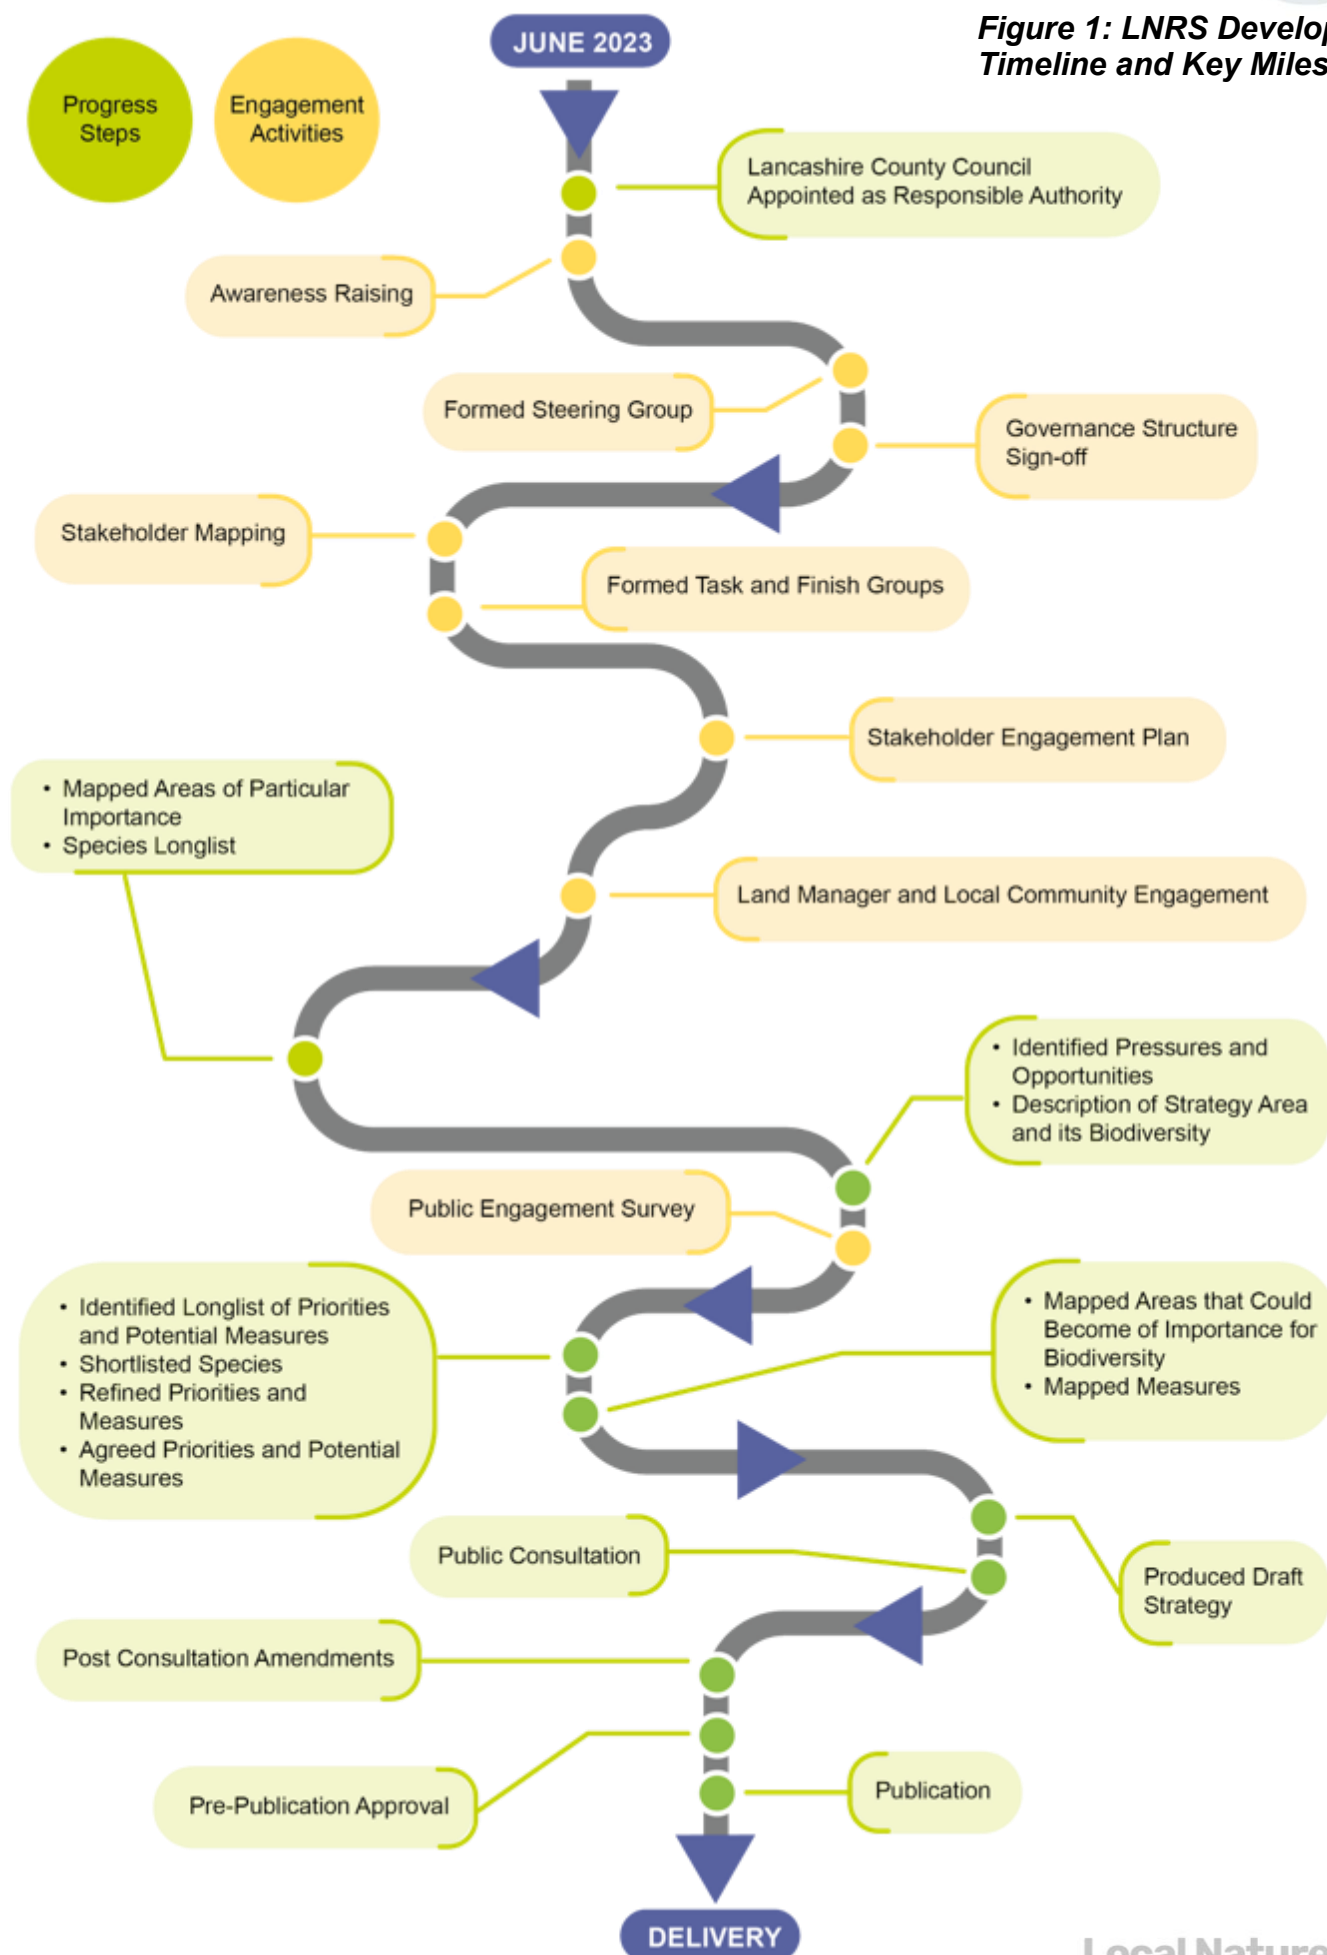 JUNE 2023
Figure 1: LNRS Develop
Timeline and Key Miles
Progress
Steps
Engagement
Activities
Lancashire County Council
Appointed as Responsible Authority
Awareness Raising
Formed Steering Group
Governance Structure
Sign-off
Stakeholder Mapping
Formed Task and Finish Groups
Stakeholder Engagement Plan
• Mapped Areas of Particular
Importance
• Species Longlist
Land Manager and Local Community Engagement
• Identified Pressures and
Opportunities
• Description of Strategy Area
and its Biodiversity
Public Engagement Survey
• Identified Longlist of Priorities
and Potential Measures
• Shortlisted Species
• Refined Priorities and
Measures
• Agreed Priorities and Potential
Measures
• Mapped Areas that Could
Become of Importance for
Biodiversity
• Mapped Measures
Produced Draft
Strategy
Public Consultation
Post Consultation Amendments
Pre-Publication Approval
Publication
DELIVERY
Local Nature